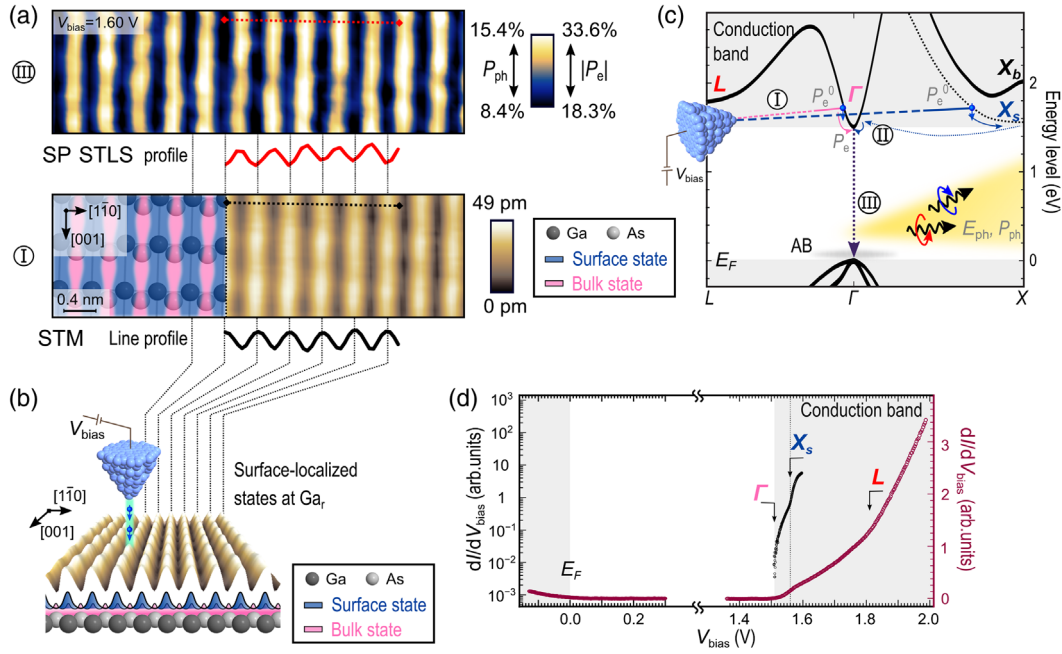 (a)
V_bias=1.60 V
III
15.4%
33.6%
P_ph
|P_e|
8.4%
18.3%
SP STLS profile
[11̄0]
[001]
I
0.4 nm
49 pm
0 pm
Ga As
Surface state
Bulk state
STM Line profile
(b)
V_bias
Surface-localized
states at Ga_r
[11̄0]
[001]
Ga As
Surface state
Bulk state
(c)
Conduction
band
L
I
P_e^0
Γ
P_e^0
X_b
X_s
II
P_e
V_bias
III
E_ph, P_ph
AB
E_F
L Γ X
2
1
0
Energy level (eV)
(d)
10^3
10^2
10
1
10^-1
10^-2
10^-3
dI/dV_bias (arb.units)
Conduction band
X_s
Γ
L
E_F
3
2
1
0
dI/dV_bias (arb.units)
0.0 0.2 1.4 1.6 1.8 2.0
V_bias (V)